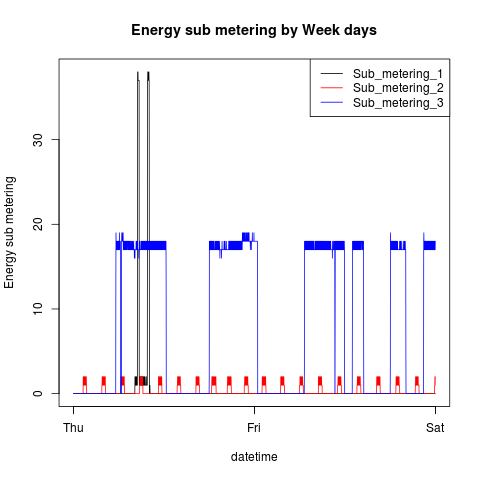 Energy sub metering by Week days
Sub_metering_1
Sub_metering_2
Sub_metering_3
Energy sub metering
30
20
10
0
Thu Fri Sat
datetime